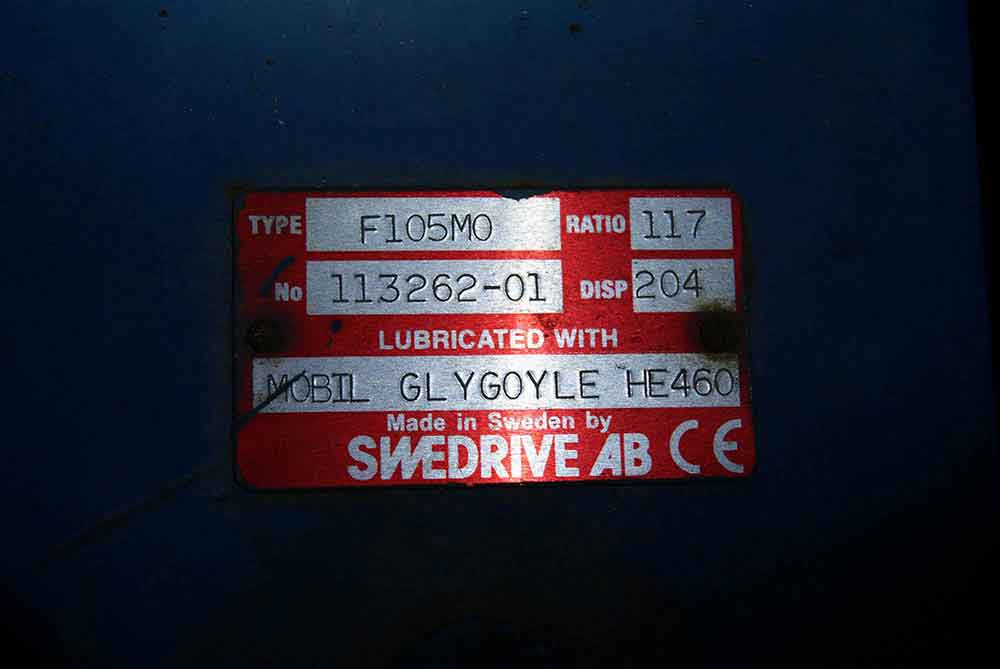 TYPE F105MO RATIO 117
No 113262-01 DISP 204
LUBRICATED WITH
MOBIL GLYGOYLE HE460
Made in Sweden by
SWEDRIVE AB CE